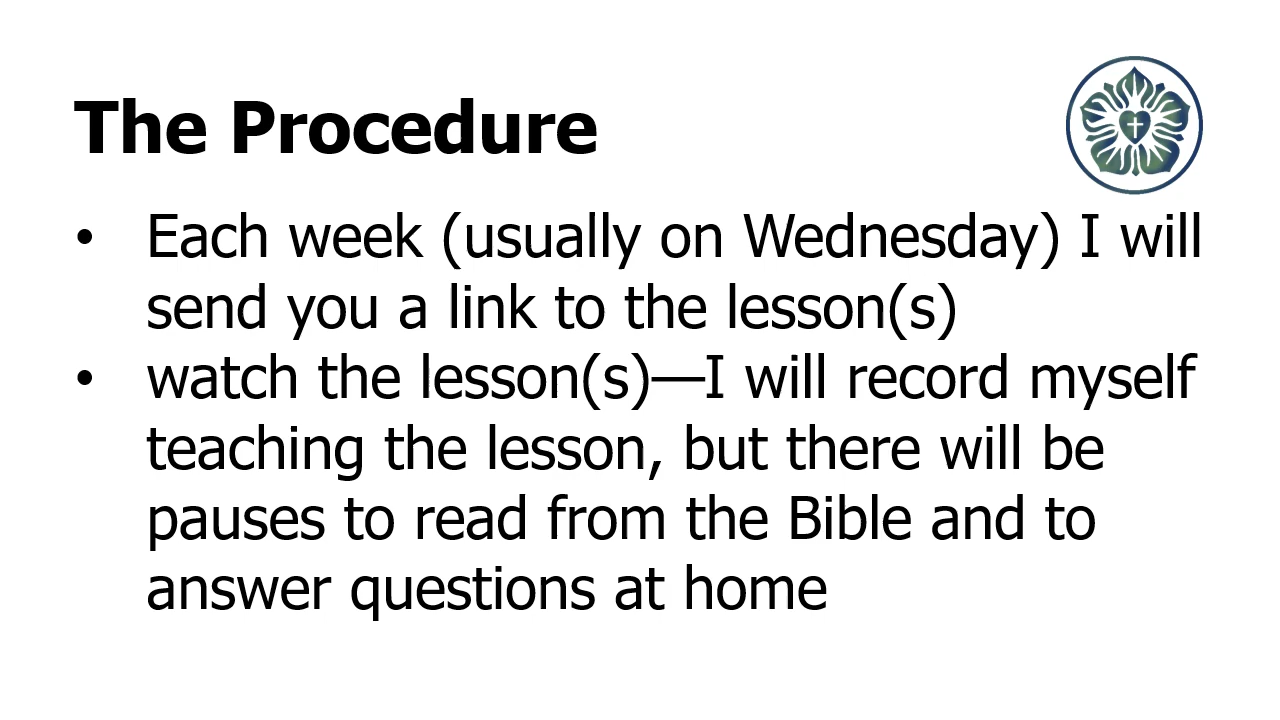 The Procedure
• Each week (usually on Wednesday) I will
send you a link to the lesson(s)
• watch the lesson(s)—I will record myself
teaching the lesson, but there will be
pauses to read from the Bible and to
answer questions at home